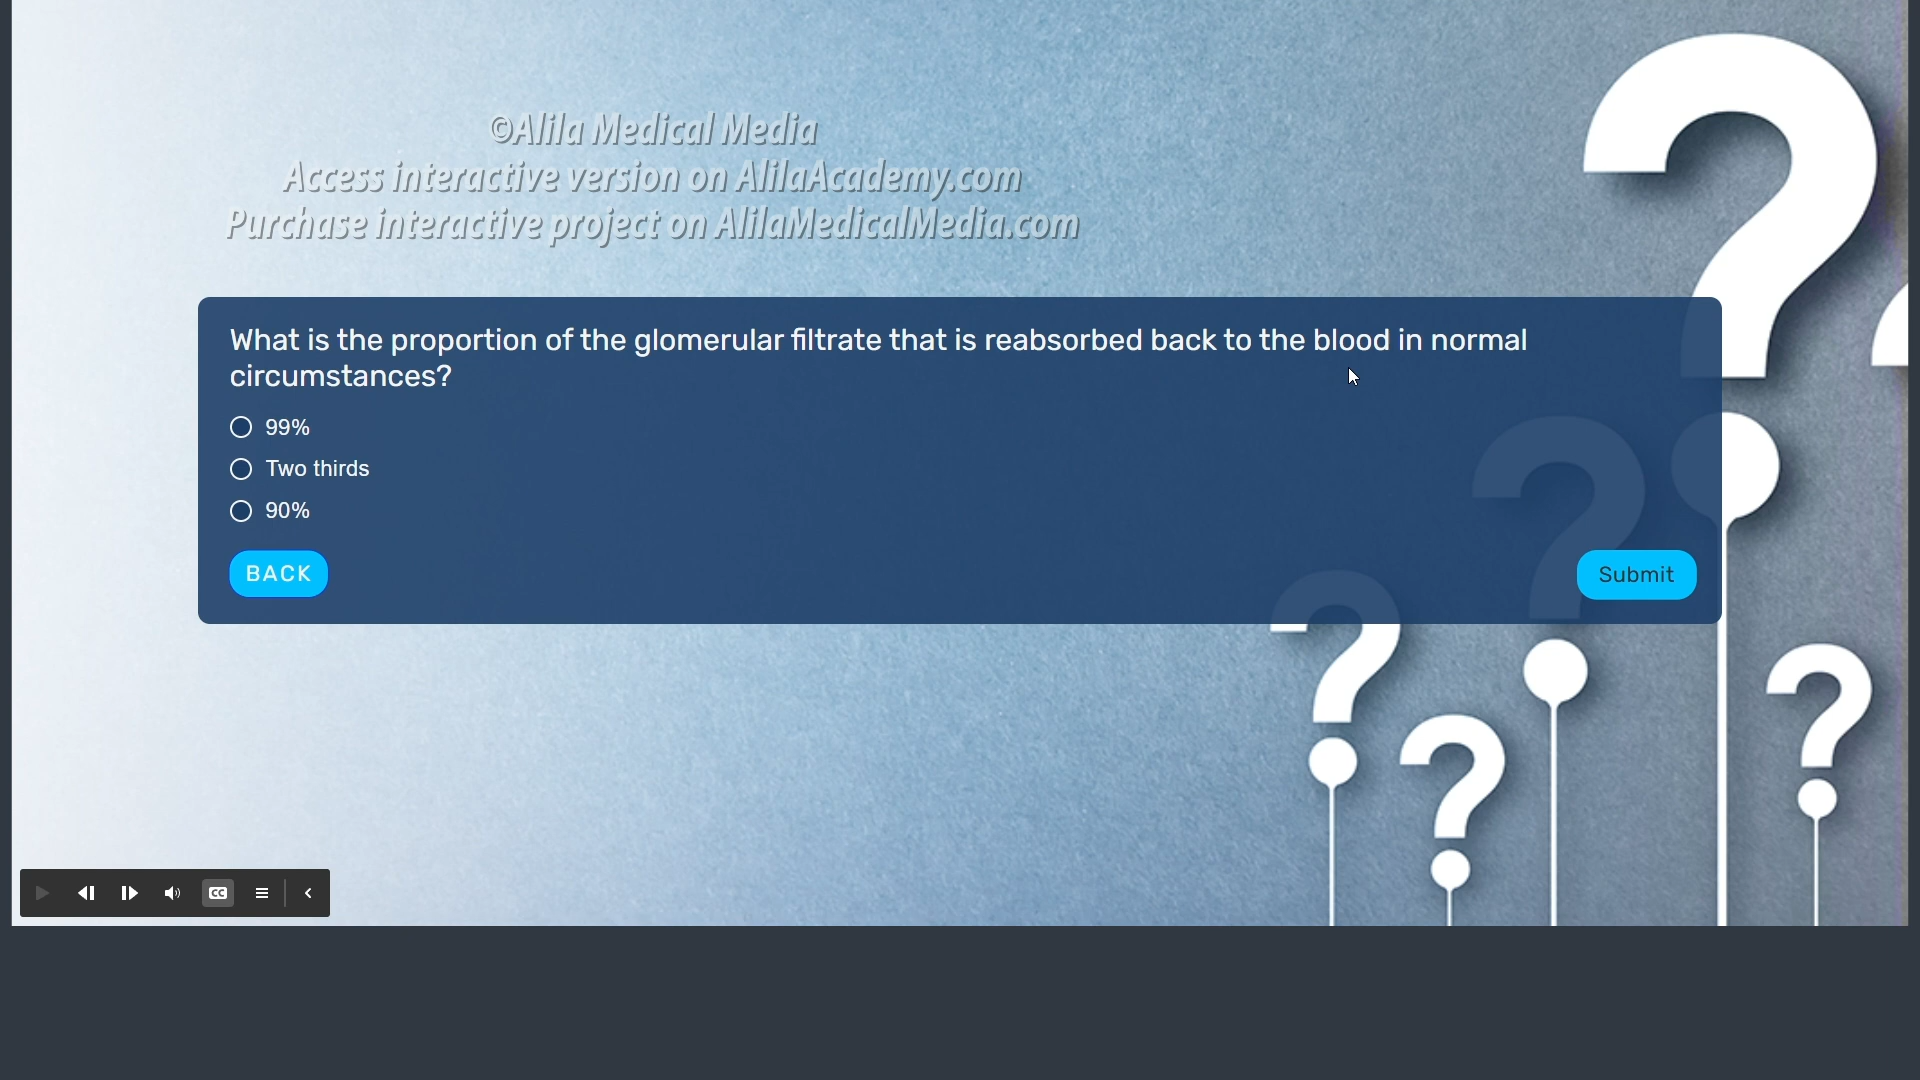 ©Alila Medical Media
Access interactive version on AlilaAcademy.com
Purchase interactive project on AlilaMedicalMedia.com
What is the proportion of the glomerular filtrate that is reabsorbed back to the blood in normal
circumstances?
99%
Two thirds
90%
BACK
Submit
CC